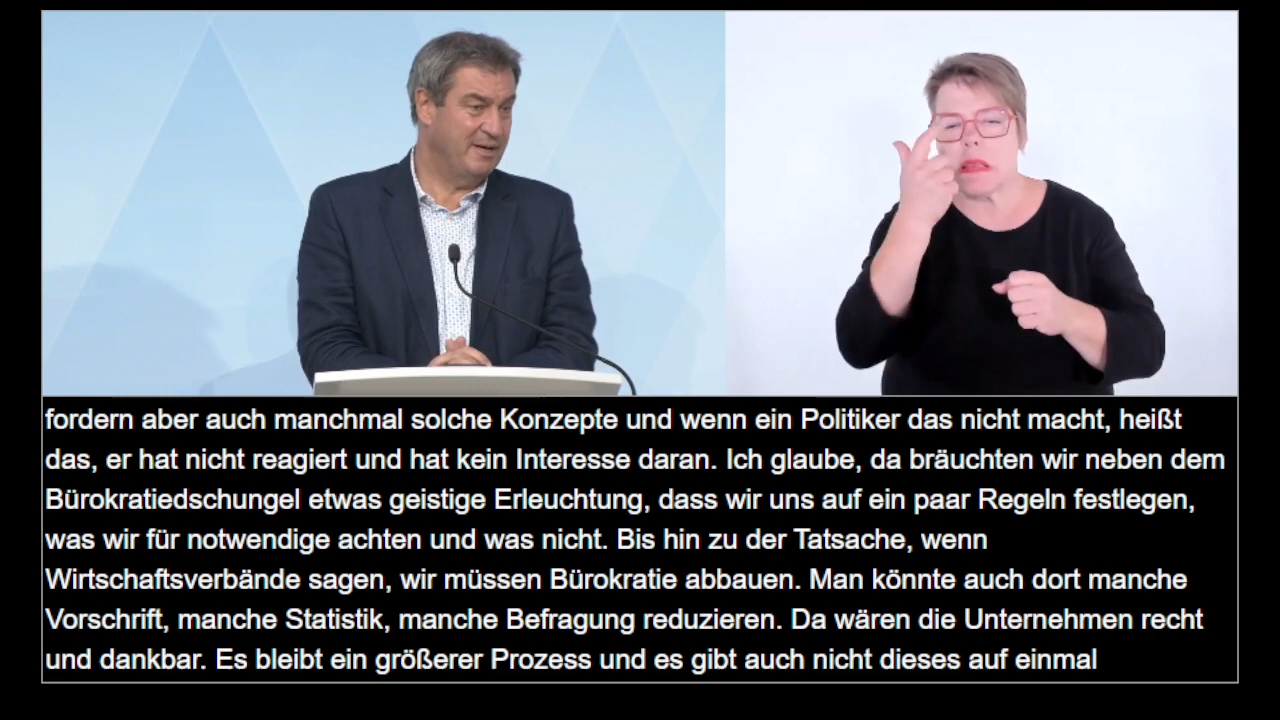 fordern aber auch manchmal solche Konzepte und wenn ein Politiker das nicht macht, heißt
das, er hat nicht reagiert und hat kein Interesse daran. Ich glaube, da bräuchten wir neben dem
Bürokratiedschungel etwas geistige Erleuchtung, dass wir uns auf ein paar Regeln festlegen,
was wir für notwendige achten und was nicht. Bis hin zu der Tatsache, wenn
Wirtschaftsverbände sagen, wir müssen Bürokratie abbauen. Man könnte auch dort manche
Vorschrift, manche Statistik, manche Befragung reduzieren. Da wären die Unternehmen recht
und dankbar. Es bleibt ein größerer Prozess und es gibt auch nicht dieses auf einmal